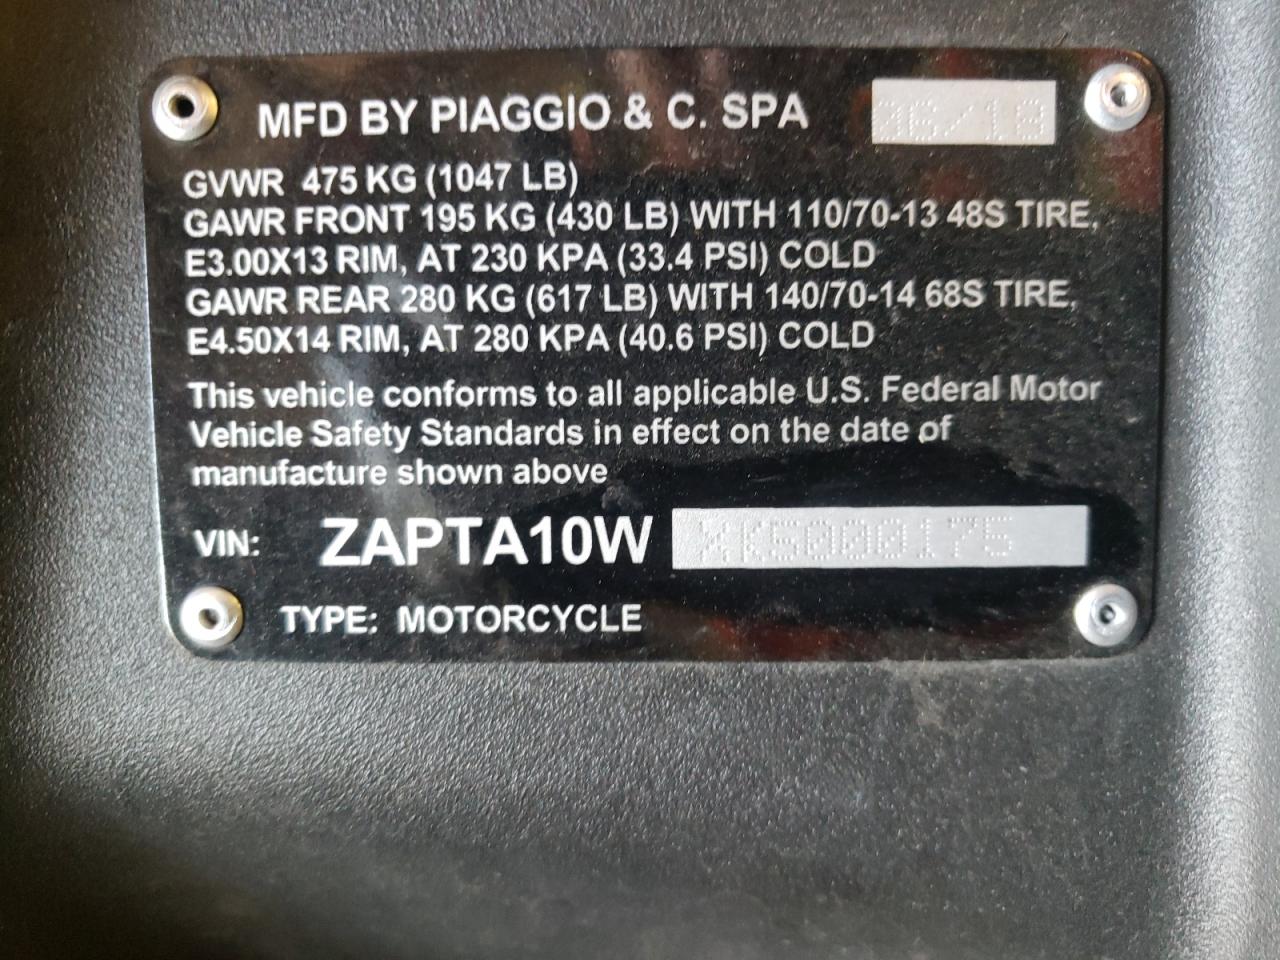 MFD BY PIAGGIO & C. SPA 06/18
GVWR 475 KG (1047 LB)
GAWR FRONT 195 KG (430 LB) WITH 110/70-13 48S TIRE,
E3.00X13 RIM, AT 230 KPA (33.4 PSI) COLD
GAWR REAR 280 KG (617 LB) WITH 140/70-14 68S TIRE,
E4.50X14 RIM, AT 280 KPA (40.6 PSI) COLD
This vehicle conforms to all applicable U.S. Federal Motor
Vehicle Safety Standards in effect on the date of
manufacture shown above
VIN: ZAPTA10W XK5000175
TYPE: MOTORCYCLE